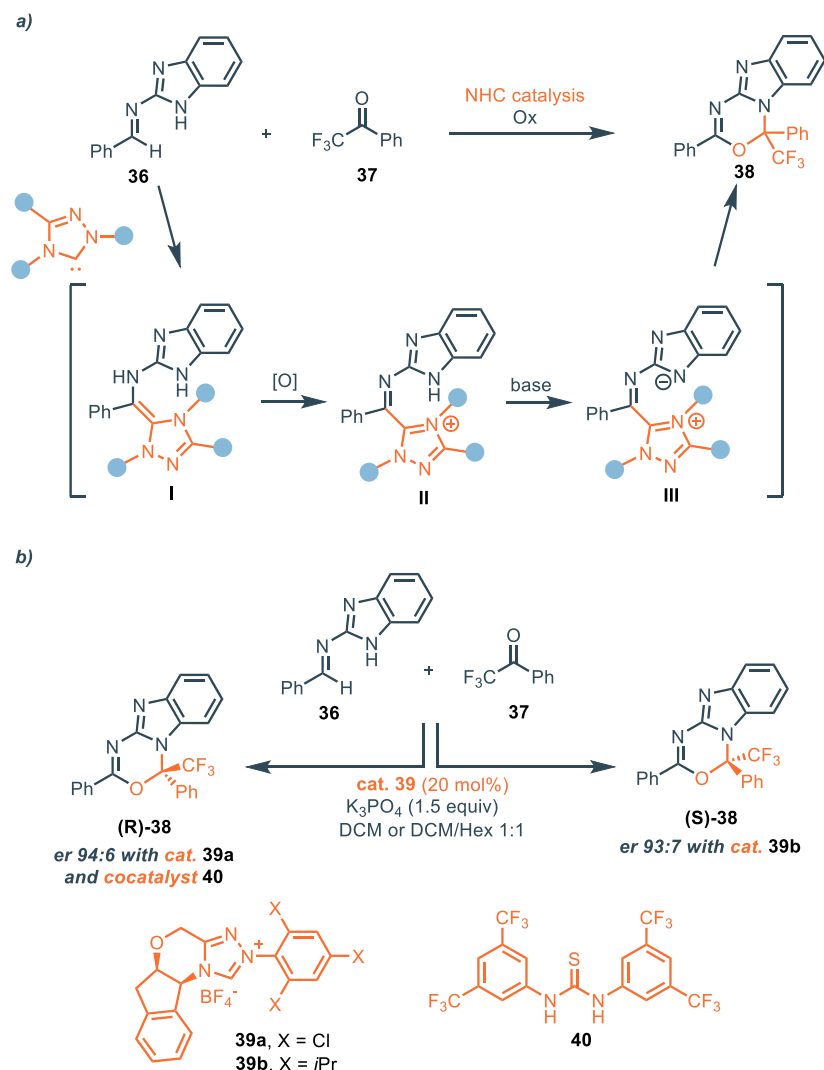 a)
N
N
N
H
Ph
H
36
+
O
F3C
Ph
37
NHC catalysis
Ox
N
N
N
Ph
O
Ph
CF3
38
N
N
N
:
N
HN
N
H
Ph
N
N
N
I
[O]
N
N
N
H
Ph
N
⊕
N
N
II
base
N
N
N
⊖
Ph
N
⊕
N
N
III
b)
N
N
N
H
Ph
H
36
+
O
F3C
Ph
37
N
N
N
Ph
O
CF3
Ph
(R)-38
er 94:6 with cat. 39a
and cocatalyst 40
cat. 39 (20 mol%)
K3PO4 (1.5 equiv)
DCM or DCM/Hex 1:1
N
N
N
Ph
O
CF3
Ph
(S)-38
er 93:7 with cat. 39b
O
N
N
+
N
BF4-
X
X
X
39a, X = Cl
39b, X = iPr
CF3
CF3
S
F3C
N
H
N
H
CF3
40